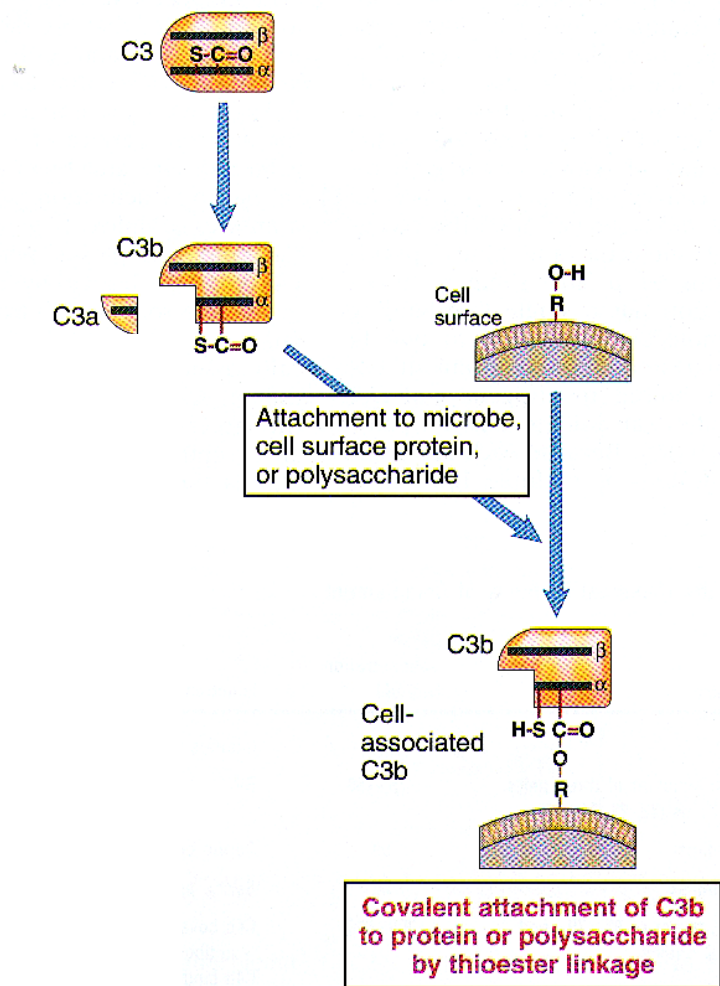 C3
β
S-C=O
α
C3b
β
α
C3a
S-C=O
O-H
R
Cell
surface
Attachment to microbe,
cell surface protein,
or polysaccharide
C3b
β
α
H-S C=O
O
R
Cell-
associated
C3b
Covalent attachment of C3b
to protein or polysaccharide
by thioester linkage